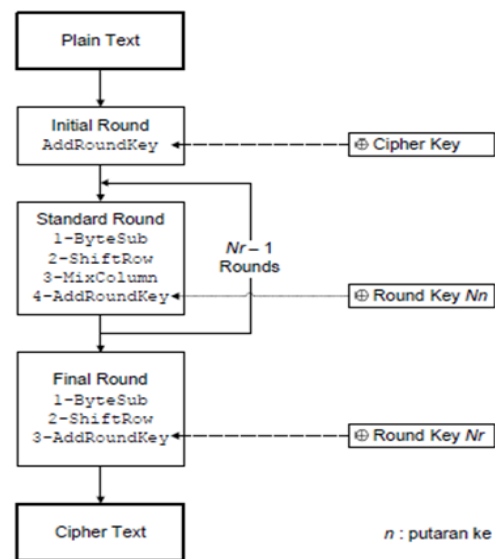 Plain Text
Initial Round
AddRoundKey
⊕ Cipher Key
Standard Round
1-ByteSub
2-ShiftRow
3-MixColumn
4-AddRoundKey
Nr – 1
Rounds
⊕ Round Key Nn
Final Round
1-ByteSub
2-ShiftRow
3-AddRoundKey
⊕ Round Key Nr
Cipher Text
n : putaran ke